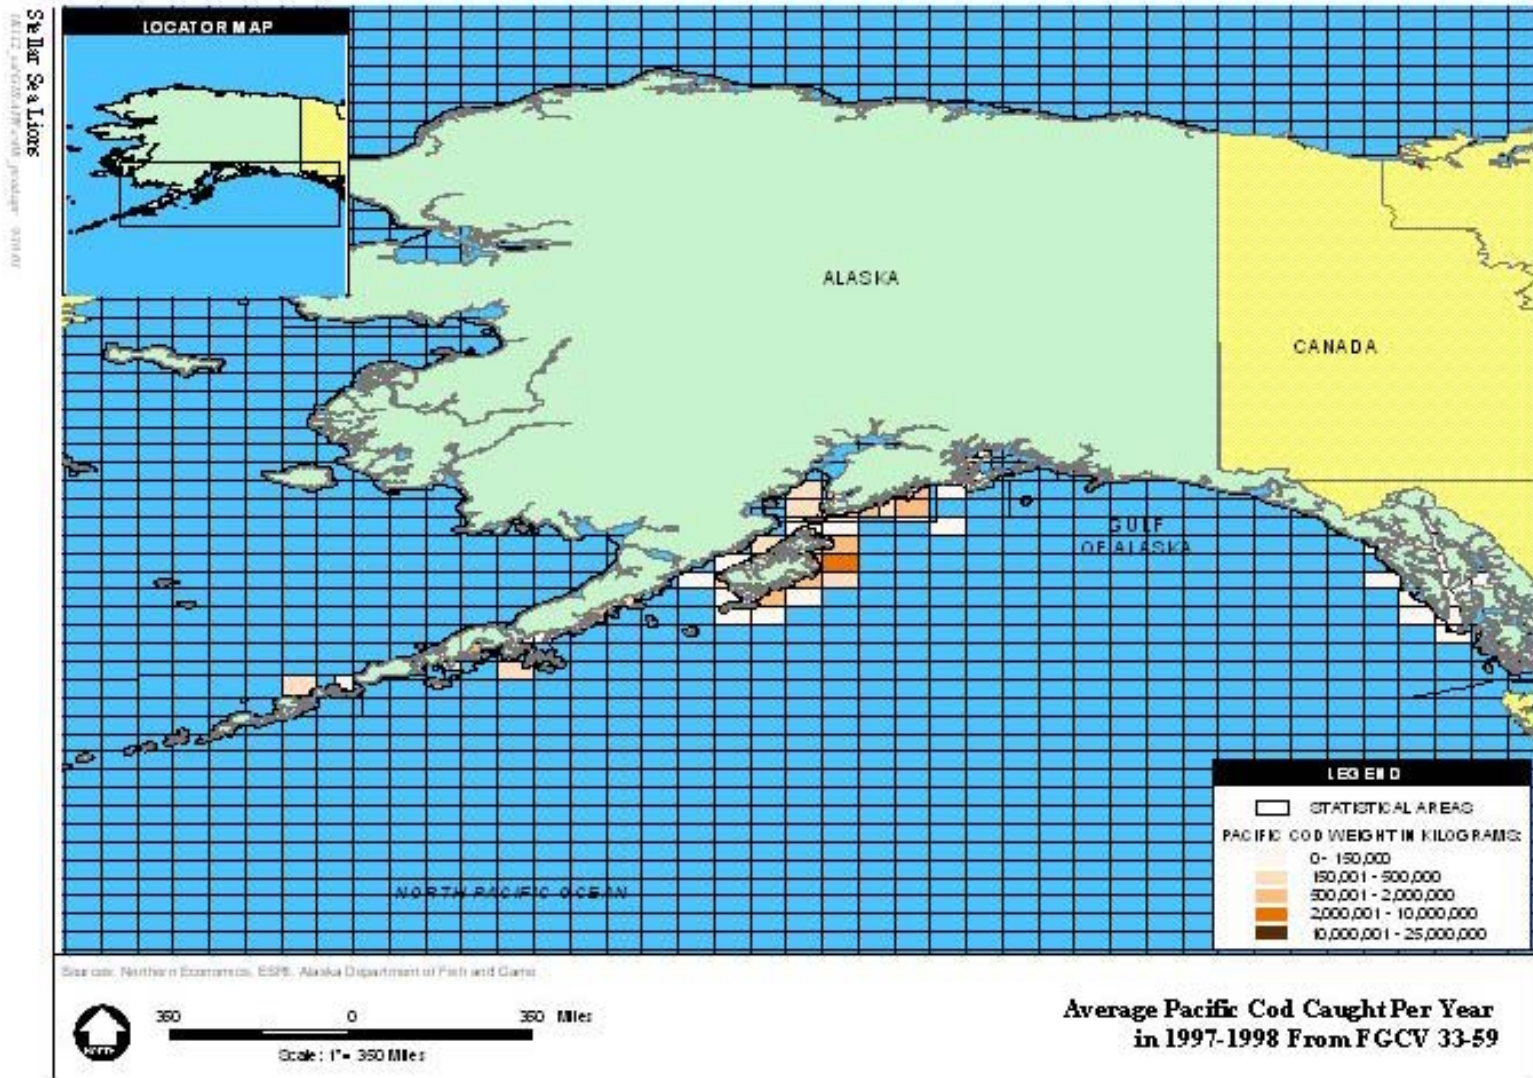 Stellar Sea Lions
LOCATOR MAP
ALASKA
CANADA
GULF
OF ALASKA
NORTH PACIFIC OCEAN
LEGEND
STATISTICAL AREAS
PACIFIC COD WEIGHT IN KILOGRAMS:
0 - 150,000
150,001 - 500,000
500,001 - 2,000,000
2,000,001 - 10,000,000
10,000,001 - 25,000,000
Source: Northern Economics, ESRI, Alaska Department of Fish and Game
350 0 350 Miles
Scale: 1" = 350 Miles
Average Pacific Cod Caught Per Year
in 1997-1998 From FGCV 33-59